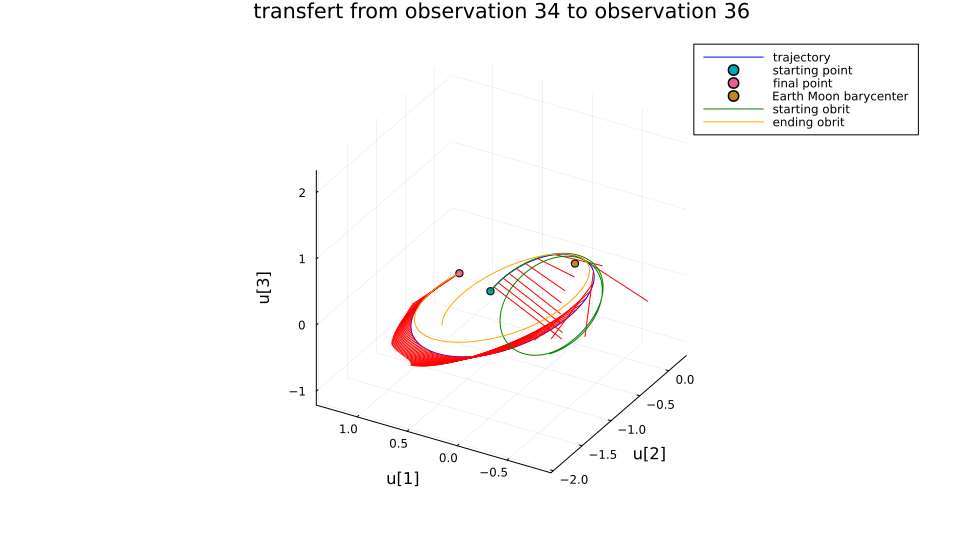 transfert from observation 34 to observation 36
trajectory
starting point
final point
Earth Moon barycenter
starting obrit
ending obrit
2
1
0
−1
u[3]
1.0
0.5
0.0
−0.5
u[1]
0.0
−0.5
−1.0
−1.5
−2.0
u[2]